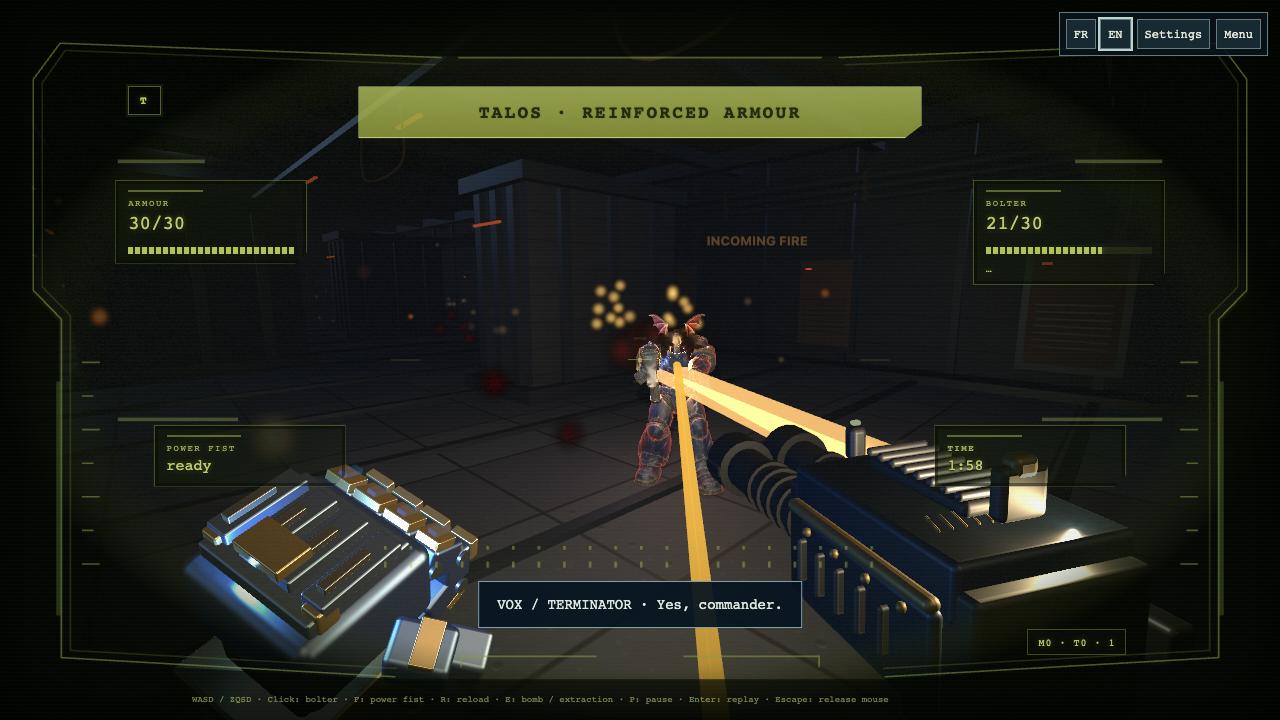 FR EN Settings Menu
T
TALOS · REINFORCED ARMOUR
ARMOUR
30/30
BOLTER
21/30
…
INCOMING FIRE
POWER FIST
ready
TIME
1:58
VOX / TERMINATOR · Yes, commander.
M0 · T0 · 1
WASD / ZQSD · Click: bolter · F: power fist · R: reload · E: bomb / extraction · P: pause · Enter: replay · Escape: release mouse